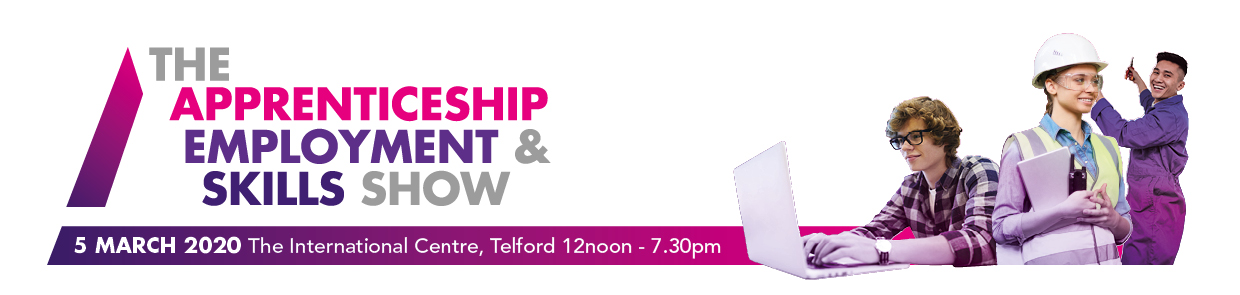 THE
APPRENTICESHIP
EMPLOYMENT &
SKILLS SHOW
5 MARCH 2020 The International Centre, Telford 12noon - 7.30pm